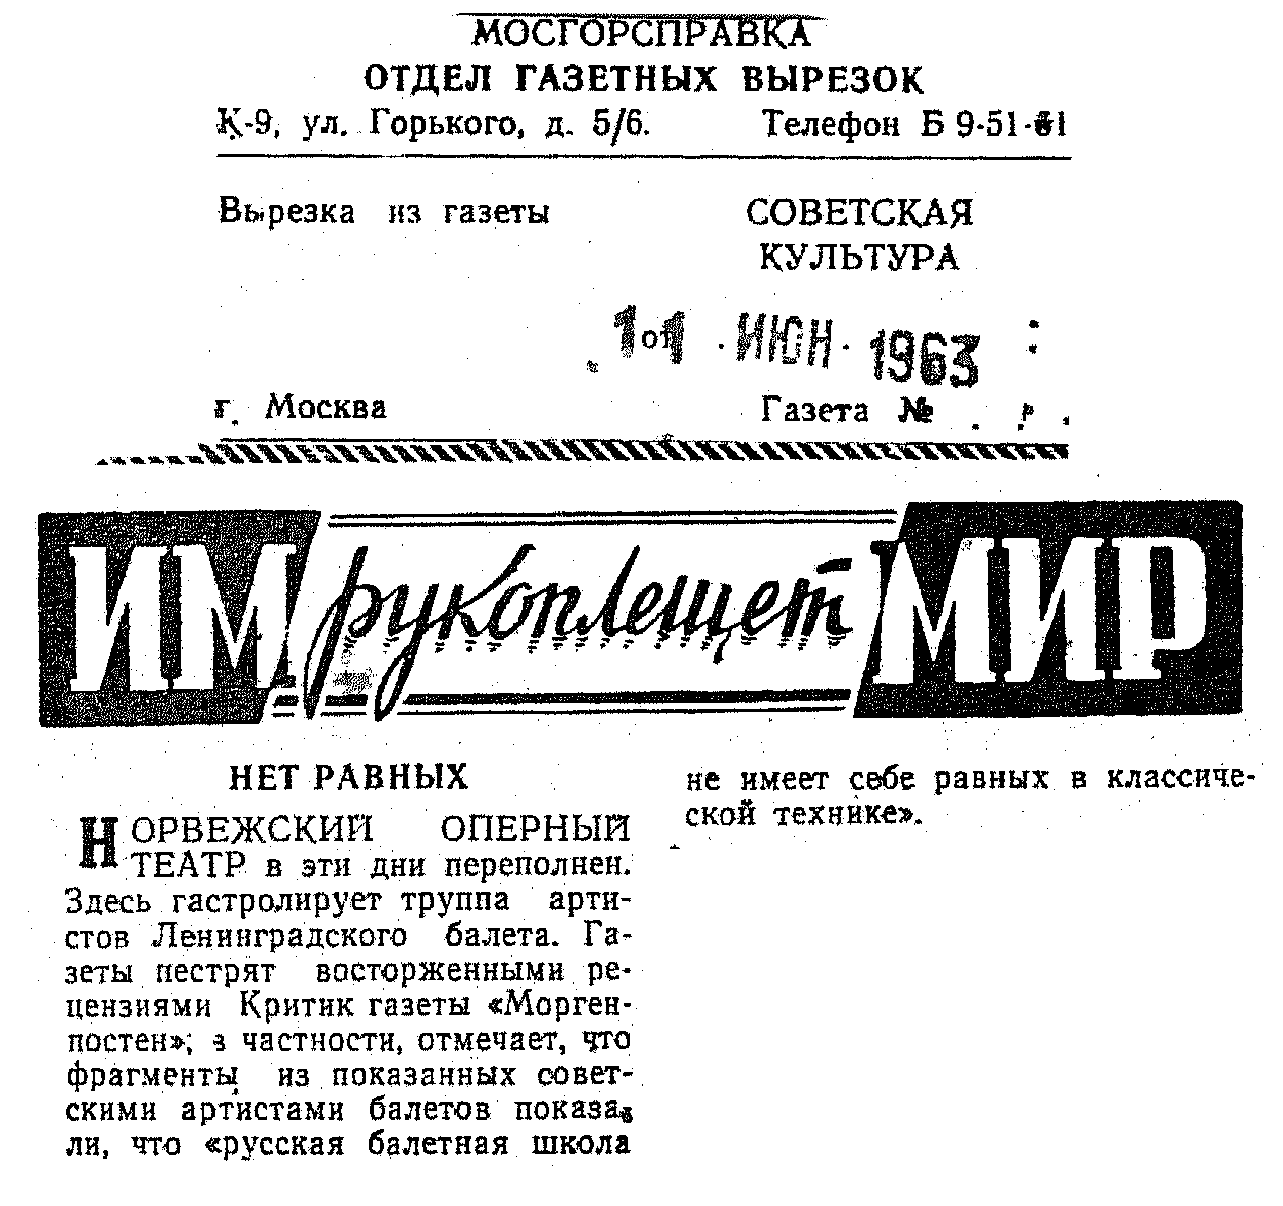 МОСГОРСПРАВКА
ОТДЕЛ ГАЗЕТНЫХ ВЫРЕЗОК
К-9, ул. Горького, д. 5/6. Телефон Б 9-51-61
Вырезка из газеты СОВЕТСКАЯ
КУЛЬТУРА
от
11 ИЮН 1963
г. Москва Газета №
ИМ рукоплещет МИР
НЕТ РАВНЫХ
НОРВЕЖСКИЙ ОПЕРНЫЙ
ТЕАТР в эти дни переполнен.
Здесь гастролирует труппа арти-
стов Ленинградского балета. Га-
зеты пестрят восторженными ре-
цензиями Критик газеты «Морген-
постен»; в частности, отмечает, что
фрагменты из показанных совет-
скими артистами балетов показа-
ли, что «русская балетная школа
не имеет себе равных в классиче-
ской технике».